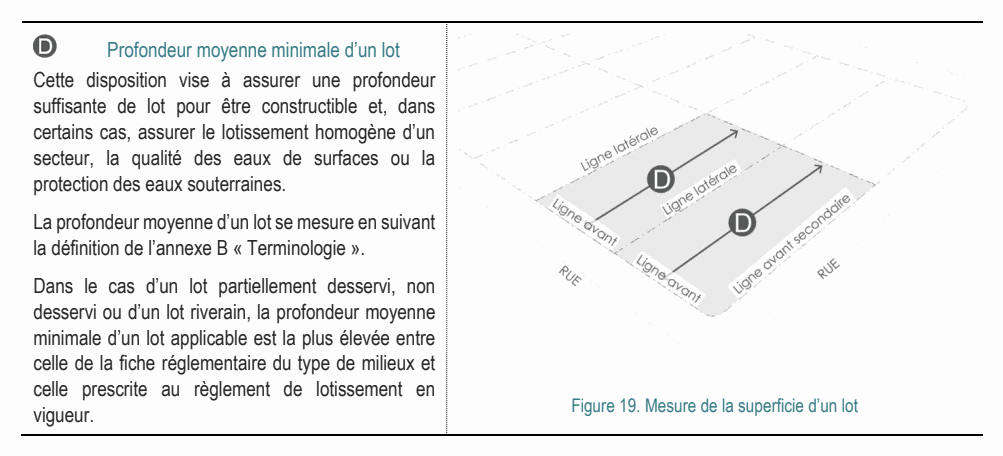 D Profondeur moyenne minimale d'un lot
Cette disposition vise à assurer une profondeur
suffisante de lot pour être constructible et, dans
certains cas, assurer le lotissement homogène d'un
secteur, la qualité des eaux de surfaces ou la
protection des eaux souterraines.
La profondeur moyenne d'un lot se mesure en suivant
la définition de l'annexe B « Terminologie ».
Dans le cas d'un lot partiellement desservi, non
desservi ou d'un lot riverain, la profondeur moyenne
minimale d'un lot applicable est la plus élevée entre
celle de la fiche réglementaire du type de milieux et
celle prescrite au règlement de lotissement en
vigueur.
Ligne latérale
D
Ligne latérale
Ligne avant
D
Ligne avant secondaire
Ligne avant
RUE
RUE
Figure 19. Mesure de la superficie d'un lot